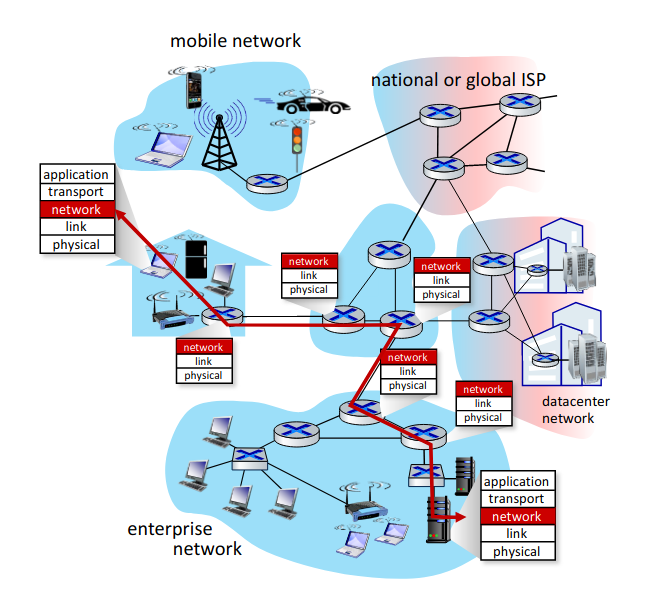 mobile network
national or global ISP
application
transport
network
link
physical
network
link
physical
network
link
physical
network
link
physical
network
link
physical
network
link
physical
datacenter
network
application
transport
network
link
physical
enterprise
network